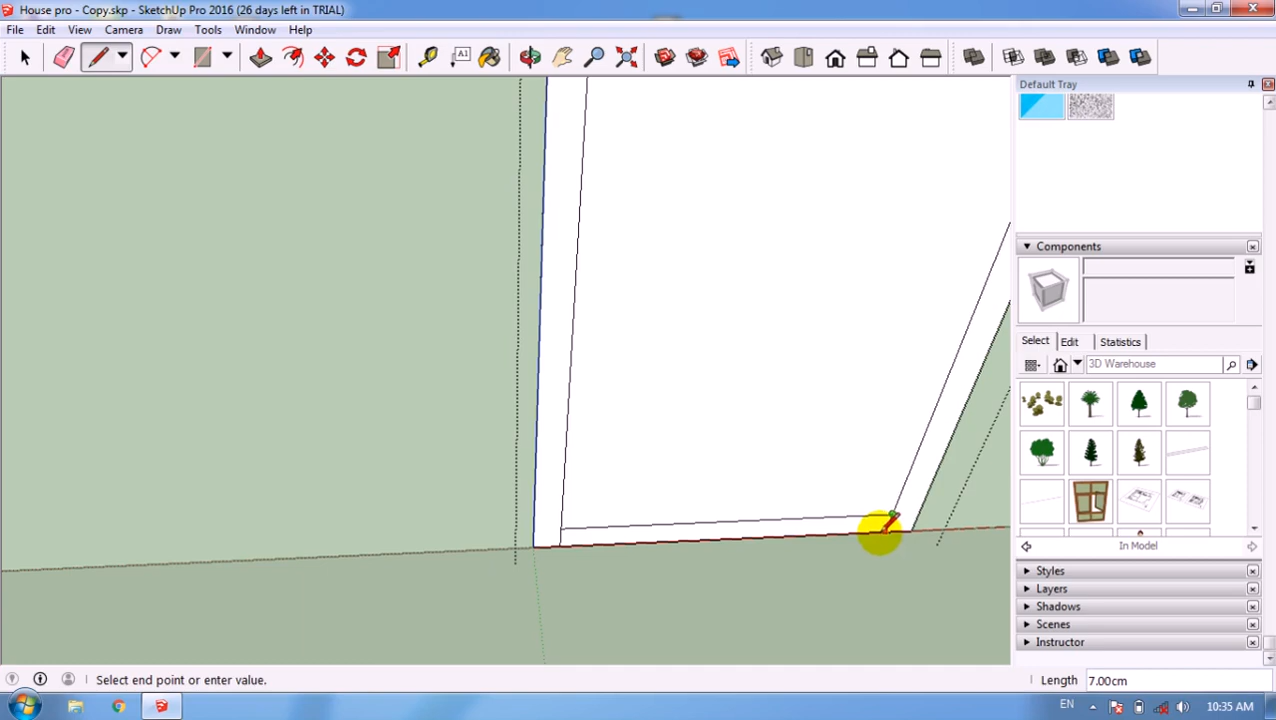 House pro - Copy.skp - SketchUp Pro 2016 (26 days left in TRIAL)
File Edit View Camera Draw Tools Window Help
A1
Default Tray
Components
Select Edit Statistics
3D Warehouse
In Model
Styles
Layers
Shadows
Scenes
Instructor
Select end point or enter value.
Length 7.00cm
EN 10:35 AM